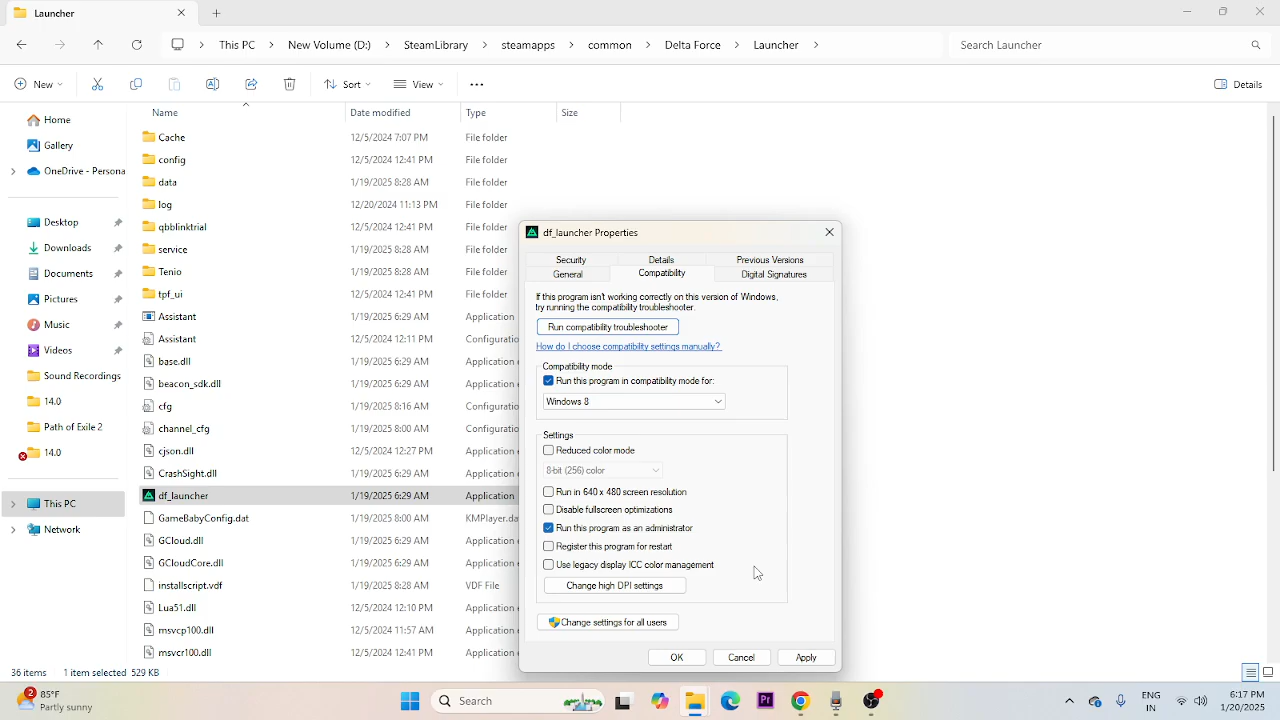 Launcher
This PC > New Volume (D:) > SteamLibrary > steamapps > common > Delta Force > Launcher >
Search Launcher
New
Sort
View
Details
Name
Date modified
Type
Size
Home
Gallery
OneDrive - Persona
Desktop
Downloads
Documents
Pictures
Music
Videos
Sound Recordings
14.0
Path of Exile 2
14.0
This PC
Network
Cache 12/5/2024 7:07 PM File folder
config 12/5/2024 12:41 PM File folder
data 1/19/2025 8:28 AM File folder
log 12/20/2024 11:13 PM File folder
qbblinktrial 12/5/2024 12:41 PM File folder
service 1/19/2025 8:28 AM File folder
Tenio 1/19/2025 8:28 AM File folder
tpf_ui 12/5/2024 12:41 PM File folder
Assistant 1/19/2025 6:29 AM Application
Assistant 12/5/2024 12:11 PM Configuratio
base.dll 1/19/2025 6:29 AM Application e
beacon_sdk.dll 1/19/2025 6:29 AM Application e
cfg 1/19/2025 8:16 AM Configuratio
channel_cfg 1/19/2025 8:00 AM Configuratio
cjson.dll 12/5/2024 12:27 PM Application e
CrashSight.dll 1/19/2025 6:29 AM Application e
df_launcher 1/19/2025 6:29 AM Application
GameBabyConfig.dat 1/19/2025 8:00 AM KMPlayer.da
GCloud.dll 1/19/2025 6:29 AM Application e
GCloudCore.dll 1/19/2025 6:29 AM Application e
installscript.vdf 1/19/2025 8:28 AM VDF File
Lua51.dll 12/5/2024 12:10 PM Application e
msvcp100.dll 12/5/2024 11:57 AM Application e
msvcr100.dll 12/5/2024 12:41 PM Application e
36 items 1 item selected 529 KB
df_launcher Properties
Security Details Previous Versions
General Compatibility Digital Signatures
If this program isn't working correctly on this version of Windows,
try running the compatibility troubleshooter.
Run compatibility troubleshooter
How do I choose compatibility settings manually?
Compatibility mode
Run this program in compatibility mode for:
Windows 8
Settings
Reduced color mode
8-bit (256) color
Run in 640 x 480 screen resolution
Disable fullscreen optimizations
Run this program as an administrator
Register this program for restart
Use legacy display ICC color management
Change high DPI settings
Change settings for all users
OK Cancel Apply
2
85°F
Partly sunny
Search
Pr
ENG
IN
6:17 PM
1/20/2025